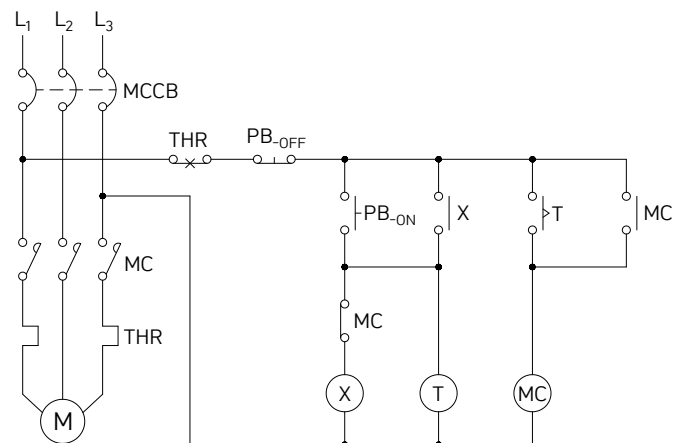 L₁ L₂ L₃
MCCB
THR PB₋OFF
PB₋ON X T MC
MC
MC
THR
X T MC
M